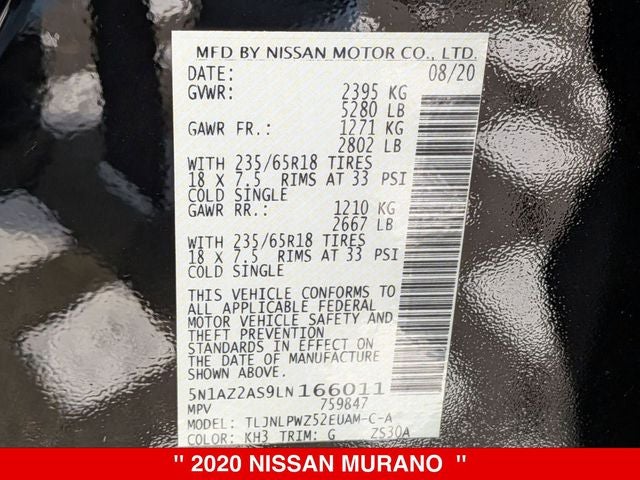 MFD BY NISSAN MOTOR CO., LTD.
DATE: 08/20
GVWR: 2395 KG
5280 LB
GAWR FR.: 1271 KG
2802 LB
WITH 235/65R18 TIRES
18 X 7.5 RIMS AT 33 PSI
COLD SINGLE
GAWR RR.: 1210 KG
2667 LB
WITH 235/65R18 TIRES
18 X 7.5 RIMS AT 33 PSI
COLD SINGLE
THIS VEHICLE CONFORMS TO
ALL APPLICABLE FEDERAL
MOTOR VEHICLE SAFETY AND
THEFT PREVENTION
STANDARDS IN EFFECT ON
THE DATE OF MANUFACTURE
SHOWN ABOVE.
5N1AZ2AS9LN166011
MPV 759847
MODEL: TLJNLPWZ52EUAM-C-A
COLOR: KH3 TRIM: G ZS30A
" 2020 NISSAN MURANO "